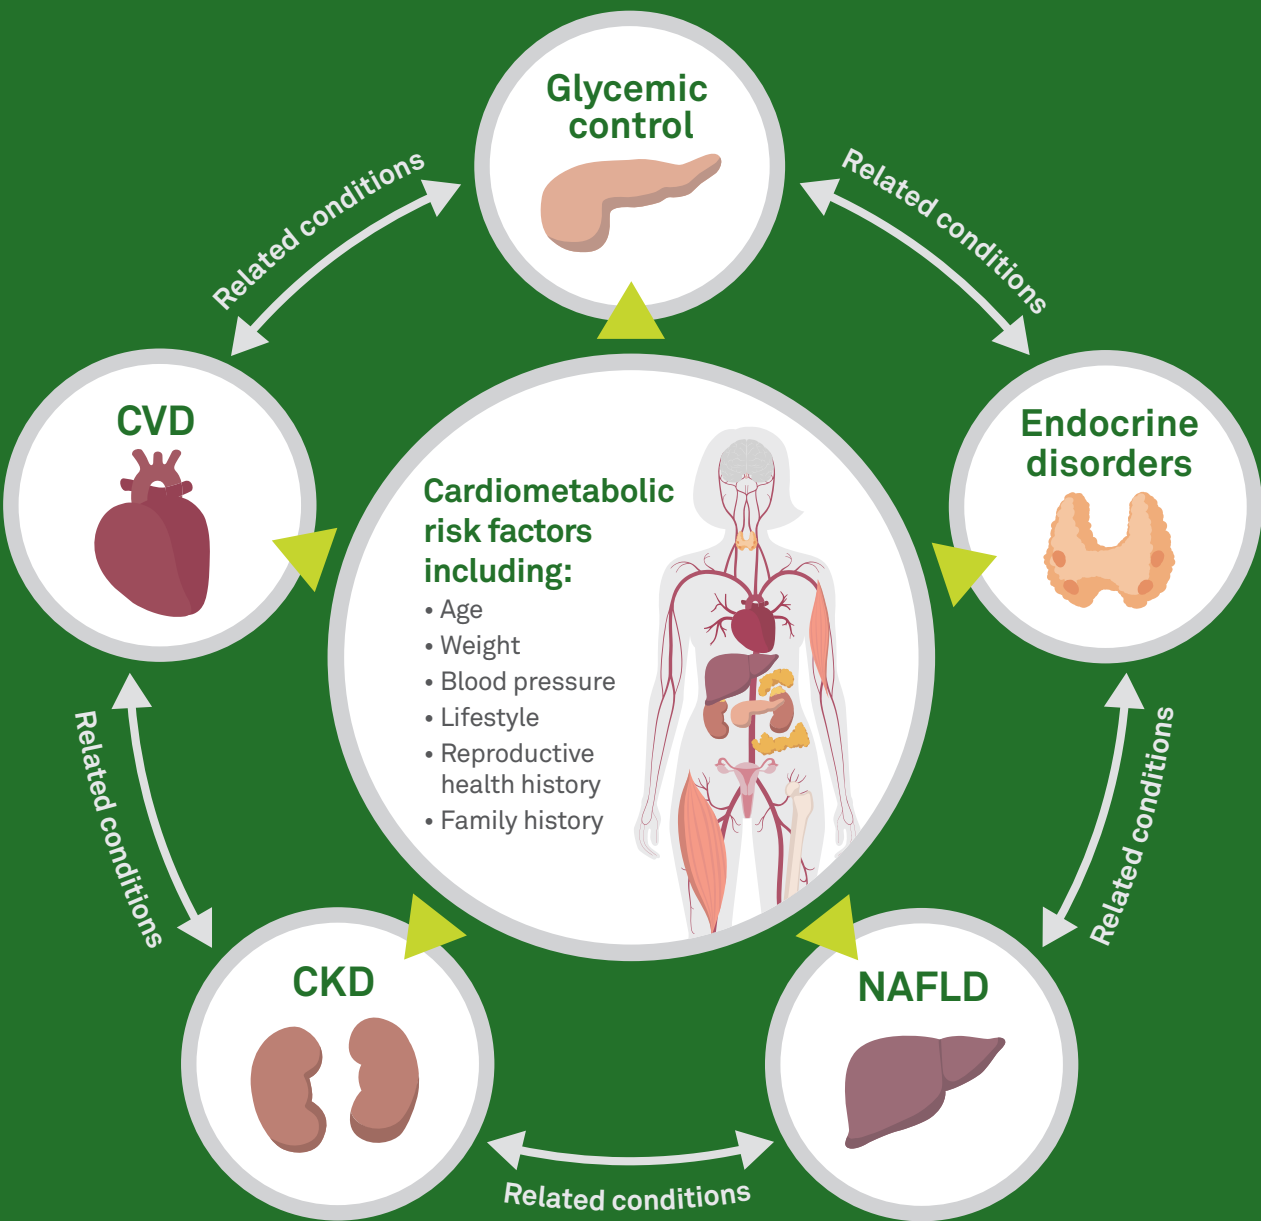 Glycemic
control
Related conditions
Related conditions
CVD
Endocrine
disorders
Cardiometabolic
risk factors
including:
• Age
• Weight
• Blood pressure
• Lifestyle
• Reproductive
health history
• Family history
Related conditions
Related conditions
CKD
NAFLD
Related conditions